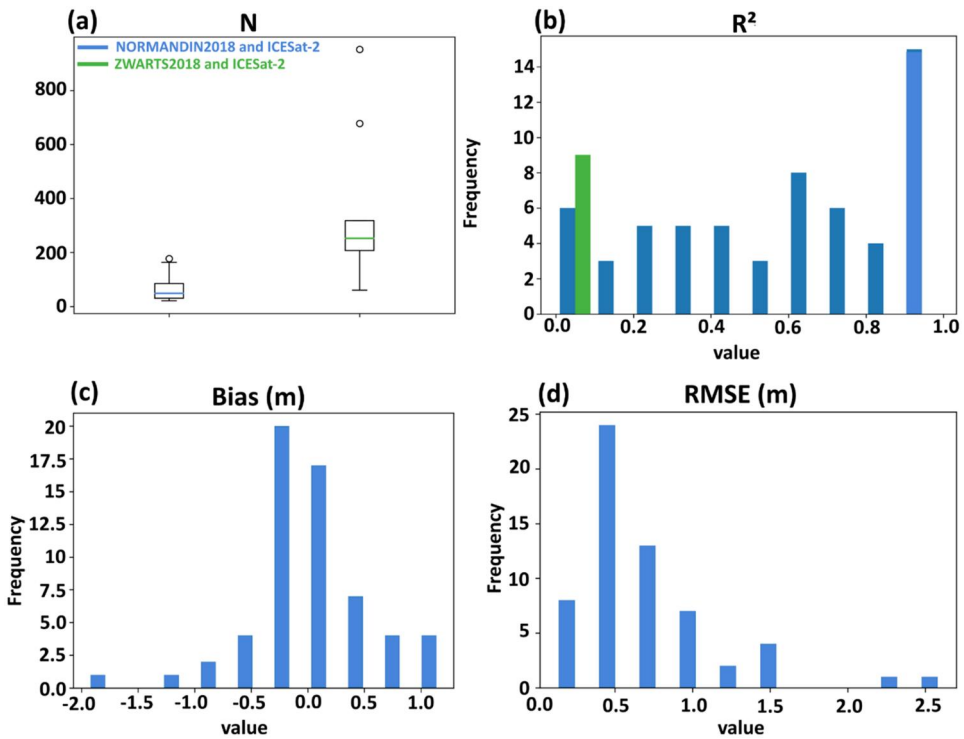 (a)
N
NORMANDIN2018 and ICESat-2
ZWARTS2018 and ICESat-2
800
600
400
200
0
(b)
R²
Frequency
14
12
10
8
6
4
2
0
0.0 0.2 0.4 0.6 0.8 1.0
value
(c)
Bias (m)
Frequency
20
17.5
15
12.5
10
7.5
5.0
2.5
0.0
-2.0 -1.5 -1.0 -0.5 0.0 0.5 1.0
value
(d)
RMSE (m)
Frequency
25
20
15
10
5
0
0.0 0.5 1.0 1.5 2.0 2.5
value